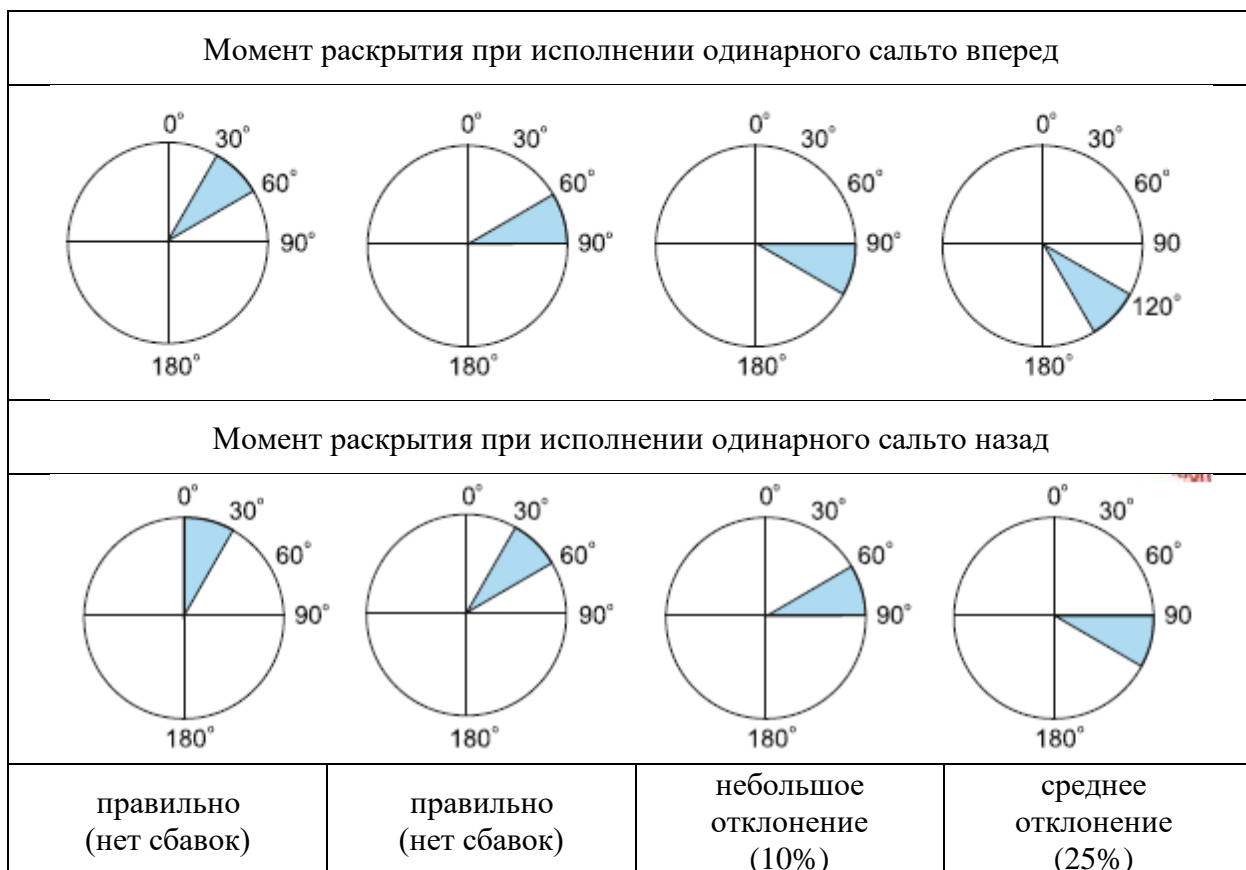 Момент раскрытия при исполнении одинарного сальто вперед
0° 30° 60° 90° 180°
0° 30° 60° 90° 180°
0° 30° 60° 90° 180°
0° 30° 60° 90 120° 180°
Момент раскрытия при исполнении одинарного сальто назад
0° 30° 60° 90° 180°
0° 30° 60° 90° 180°
0° 30° 60° 90° 180°
0° 30° 60° 90 180°
правильно
(нет сбавок)
правильно
(нет сбавок)
небольшое
отклонение
(10%)
среднее
отклонение
(25%)